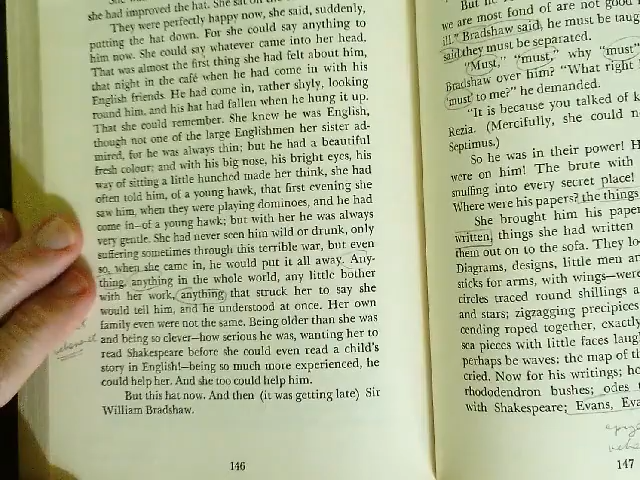 she had improved the hat. She sat on the
They were perfectly happy now, she said, suddenly,
putting the hat down. For she could say anything to
him now. She could say whatever came into her head.
That was almost the first thing she had felt about him,
that night in the café when he had come in with his
English friends. He had come in, rather shyly, looking
round him, and his hat had fallen when he hung it up.
That she could remember. She knew he was English,
though not one of the large Englishmen her sister ad-
mired, for he was always thin; but he had a beautiful
fresh colour; and with his big nose, his bright eyes, his
way of sitting a little hunched made her think, she had
often told him, of a young hawk, that first evening she
saw him, when they were playing dominoes, and he had
come in—of a young hawk; but with her he was always
very gentle. She had never seen him wild or drunk, only
suffering sometimes through this terrible war, but even
so, when she came in, he would put it all away. Any-
thing, anything in the whole world, any little bother
with her work, anything that struck her to say she
would tell him, and he understood at once. Her own
family even were not the same. Being older than she was
and being so clever—how serious he was, wanting her to
read Shakespeare before she could even read a child's
story in English!—being so much more experienced, he
could help her. And she too could help him.
But this hat now. And then (it was getting late) Sir
William Bradshaw.
146
But he
we are most fond of are not good
ill." Bradshaw said, he must be taug
said they must be separated.
"Must," "must," why "must"
Bradshaw over him? "What right
'must' to me?" he demanded.
"It is because you talked of k
Rezia. (Mercifully, she could n
Septimus.)
So he was in their power! H
were on him! The brute with
snuffing into every secret place!
Where were his papers? the things
She brought him his pape
written, things she had written
them out on to the sofa. They lo
Diagrams, designs, little men an
sticks for arms, with wings—were
circles traced round shillings a
and stars; zigzagging precipices
cending roped together, exactly
sea pieces with little faces laugh
perhaps be waves: the map of t
cried. Now for his writings; ho
rhododendron bushes; odes t
with Shakespeare; Evans, Eva
147